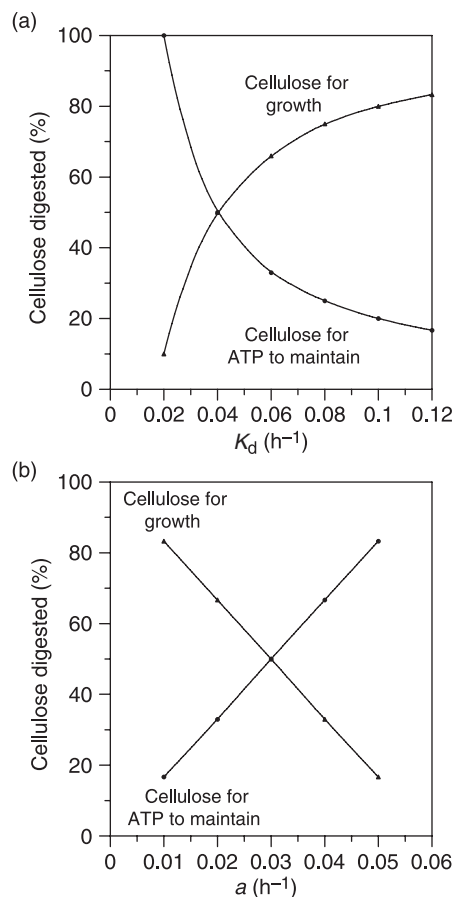 (a)
100
80
60
40
20
0
Cellulose digested (%)
Cellulose for
growth
Cellulose for
ATP to maintain
0 0.02 0.04 0.06 0.08 0.1 0.12
Kd (h−1)
(b)
100
80
60
40
20
0
Cellulose digested (%)
Cellulose for
growth
Cellulose for
ATP to maintain
0 0.01 0.02 0.03 0.04 0.05 0.06
a (h−1)